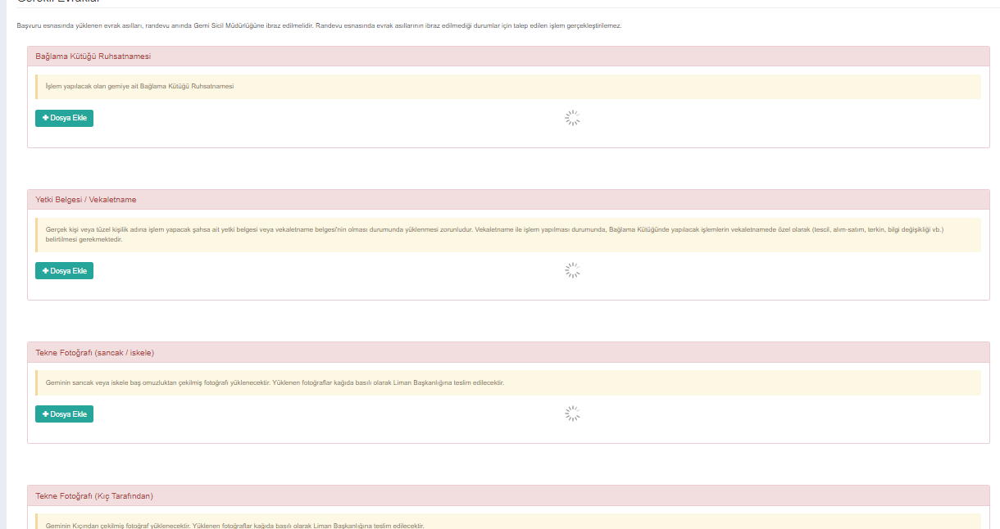 Gerekli Evraklar
Başvuru esnasında yüklenen evrak asılları, randevu anında Gemi Sicil Müdürlüğüne ibraz edilmelidir. Randevu esnasında evrak asıllarının ibraz edilmediği durumlar için talep edilen işlem gerçekleştirilemez.
Bağlama Kütüğü Ruhsatnamesi
İşlem yapılacak olan gemiye ait Bağlama Kütüğü Ruhsatnamesi
+ Dosya Ekle
Yetki Belgesi / Vekaletname
Gerçek kişi veya tüzel kişilik adına işlem yapacak şahsa ait yetki belgesi veya vekaletname belgesi'nin olması durumunda yüklenmesi zorunludur. Vekaletname ile işlem yapılması durumunda, Bağlama Kütüğünde yapılacak işlemlerin vekaletnamede özel olarak (tescil, alım-satım, terkin, bilgi değişikliği vb.)
belirtilmesi gerekmektedir.
+ Dosya Ekle
Tekne Fotoğrafı (sancak / iskele)
Geminin sancak veya iskele baş omuzluktan çekilmiş fotoğrafı yüklenecektir. Yüklenen fotoğraflar kağıda basılı olarak Liman Başkanlığına teslim edilecektir.
+ Dosya Ekle
Tekne Fotoğrafı (Kıç Tarafından)
Geminin Kıçından çekilmiş fotoğraf yüklenecektir. Yüklenen fotoğraflar kağıda basılı olarak Liman Başkanlığına teslim edilecektir.